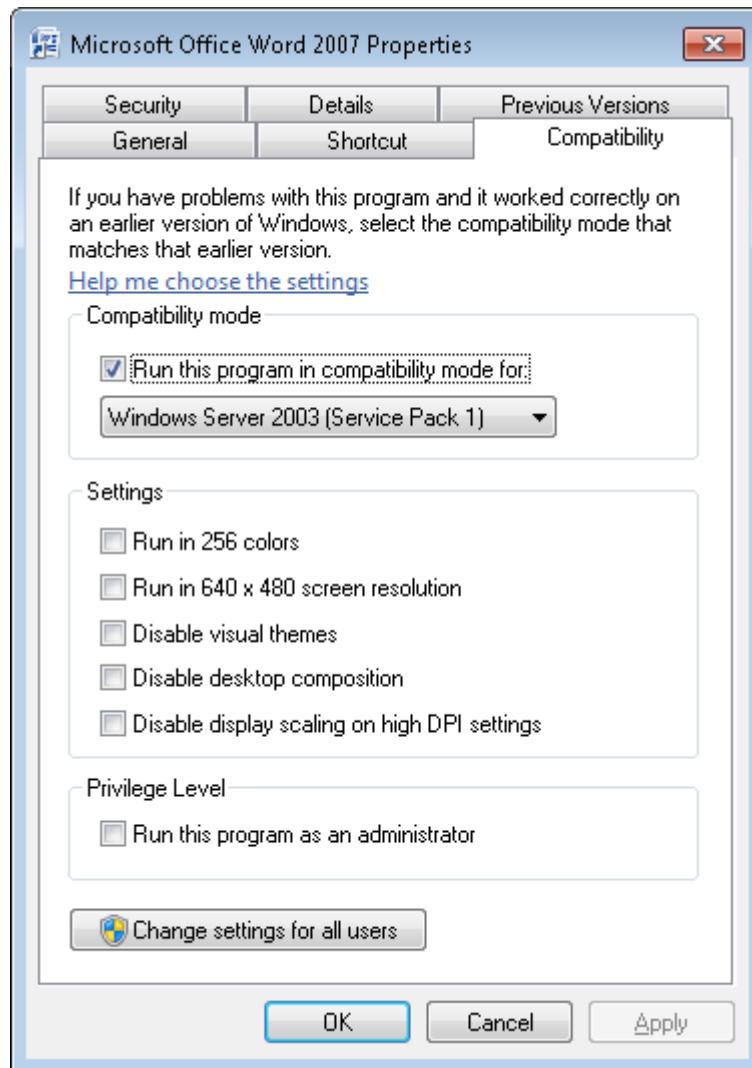 Microsoft Office Word 2007 Properties
Security Details Previous Versions
General Shortcut Compatibility
If you have problems with this program and it worked correctly on
an earlier version of Windows, select the compatibility mode that
matches that earlier version.
Help me choose the settings
Compatibility mode
Run this program in compatibility mode for:
Windows Server 2003 (Service Pack 1)
Settings
Run in 256 colors
Run in 640 x 480 screen resolution
Disable visual themes
Disable desktop composition
Disable display scaling on high DPI settings
Privilege Level
Run this program as an administrator
Change settings for all users
OK Cancel Apply